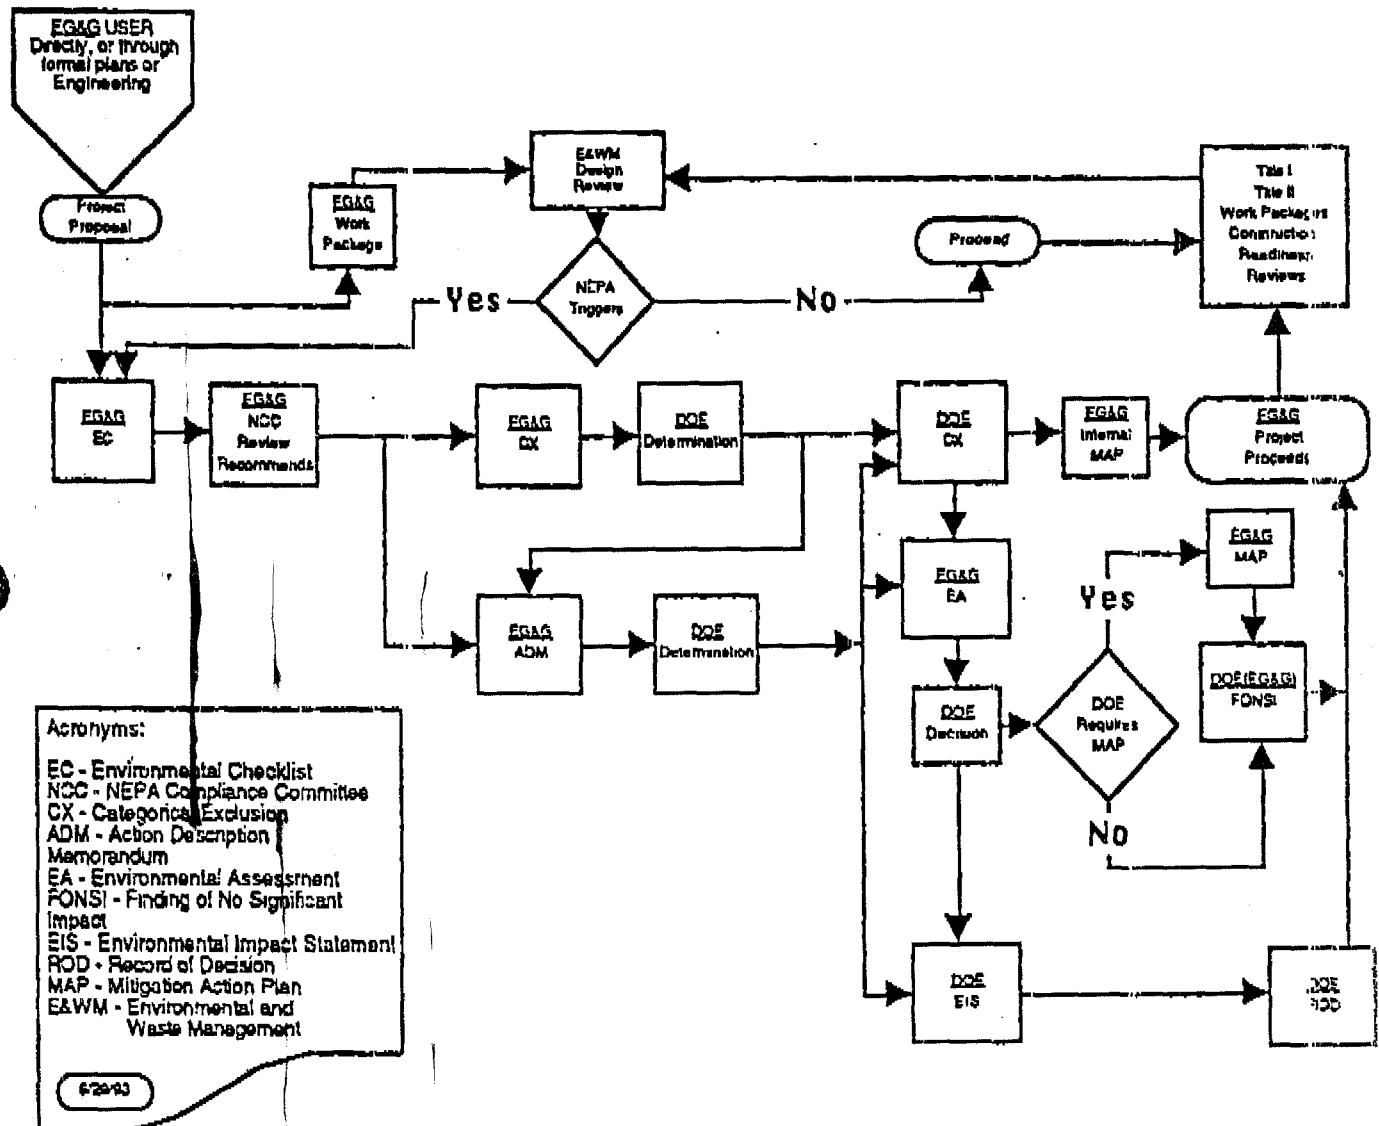 EG&G USER
Directly, or through
formal plans or
Engineering
Project
Proposal
EG&G
Work
Package
E&WM
Design
Review
NEPA
Triggers
Yes
No
Proceed
Title I
Title II
Work Packages
Construction
Readiness
Reviews
EG&G
EC
EG&G
NCC
Review
Recommends
EG&G
CX
DOE
Determination
DOE
CX
EG&G
Internal
MAP
EG&G
Project
Proceeds
EG&G
ADM
DOE
Determination
EG&G
EA
DOE
Decision
DOE
Requires
MAP
Yes
No
EG&G
MAP
DOE(EG&G)
FONSI
DOE
EIS
DOE
ROD
Acronyms:
EC - Environmental Checklist
NCC - NEPA Compliance Committee
CX - Categorical Exclusion
ADM - Action Description
Memorandum
EA - Environmental Assessment
FONSI - Finding of No Significant
Impact
EIS - Environmental Impact Statement
ROD - Record of Decision
MAP - Mitigation Action Plan
E&WM - Environmental and
Waste Management
6/29/93